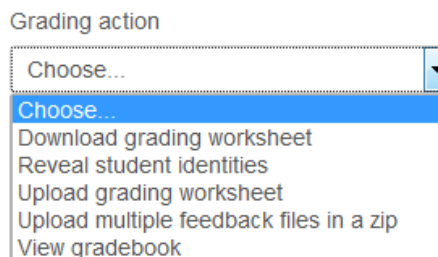 Grading action
Choose...
Choose...
Download grading worksheet
Reveal student identities
Upload grading worksheet
Upload multiple feedback files in a zip
View gradebook